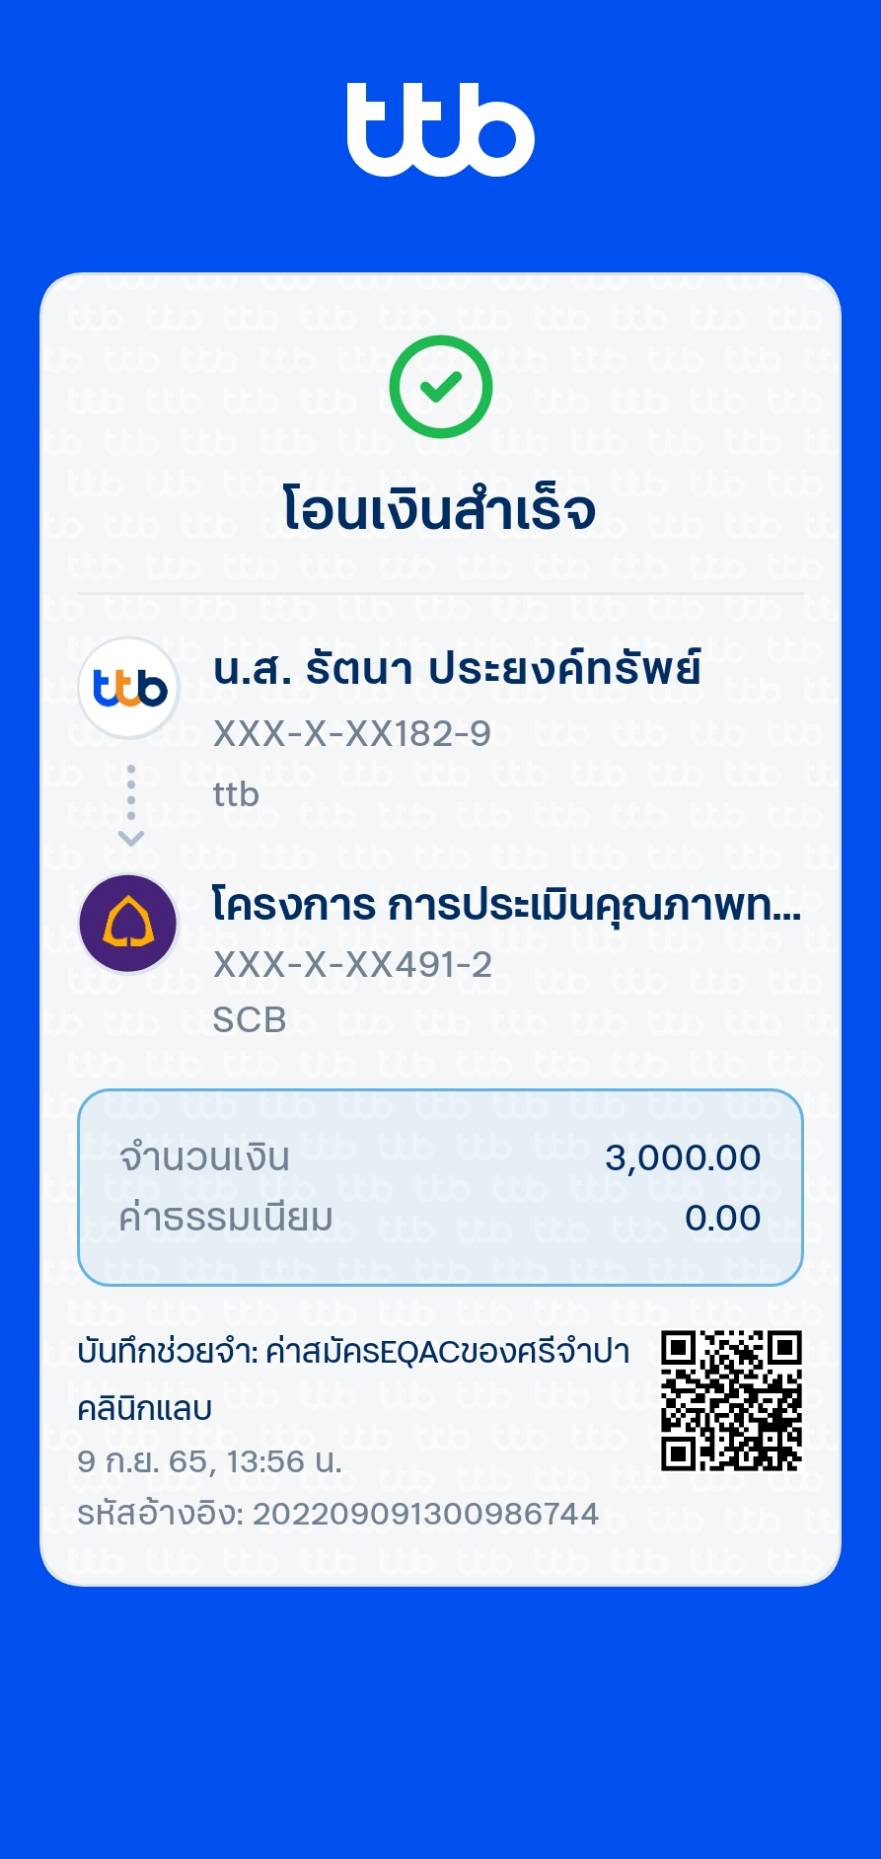 ttb
โอนเงินสำเร็จ
ttb
น.ส. รัตนา ประยงค์ทรัพย์
XXX-X-XX182-9
ttb
โครงการ การประเมินคุณภาพท...
XXX-X-XX491-2
SCB
จำนวนเงิน 3,000.00
ค่าธรรมเนียม 0.00
บันทึกช่วยจำ: ค่าสมัครEQACของศรีจำปา
คลินิกแลบ
9 ก.ย. 65, 13:56 น.
รหัสอ้างอิง: 202209091300986744